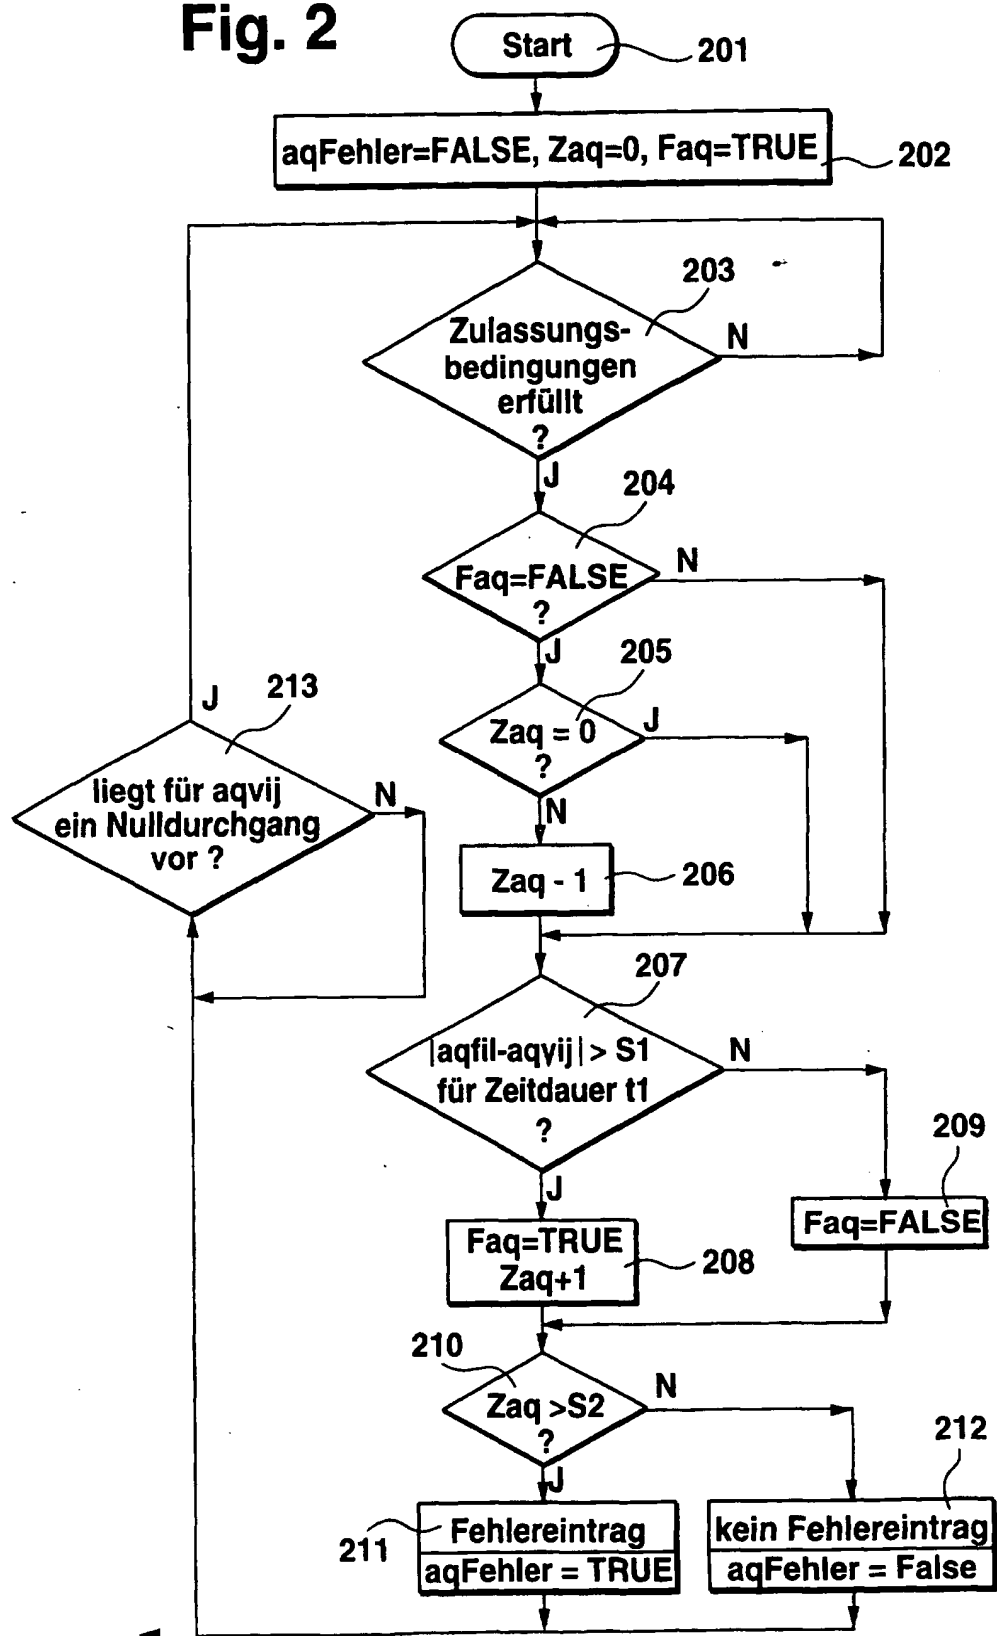 Fig. 2
Start
201
aqFehler=FALSE, Zaq=0, Faq=TRUE
202
203
Zulassungs-
bedingungen
erfüllt
?
N
J
204
Faq=FALSE
?
N
J
205
Zaq = 0
?
J
N
Zaq - 1
206
J
213
liegt für aqvij
ein Nulldurchgang
vor ?
N
207
|aqfil-aqvij| > S1
für Zeitdauer t1
?
N
J
209
Faq=FALSE
Faq=TRUE
Zaq+1
208
210
Zaq >S2
?
N
J
212
211
Fehlereintrag
aqFehler = TRUE
kein Fehlereintrag
aqFehler = False